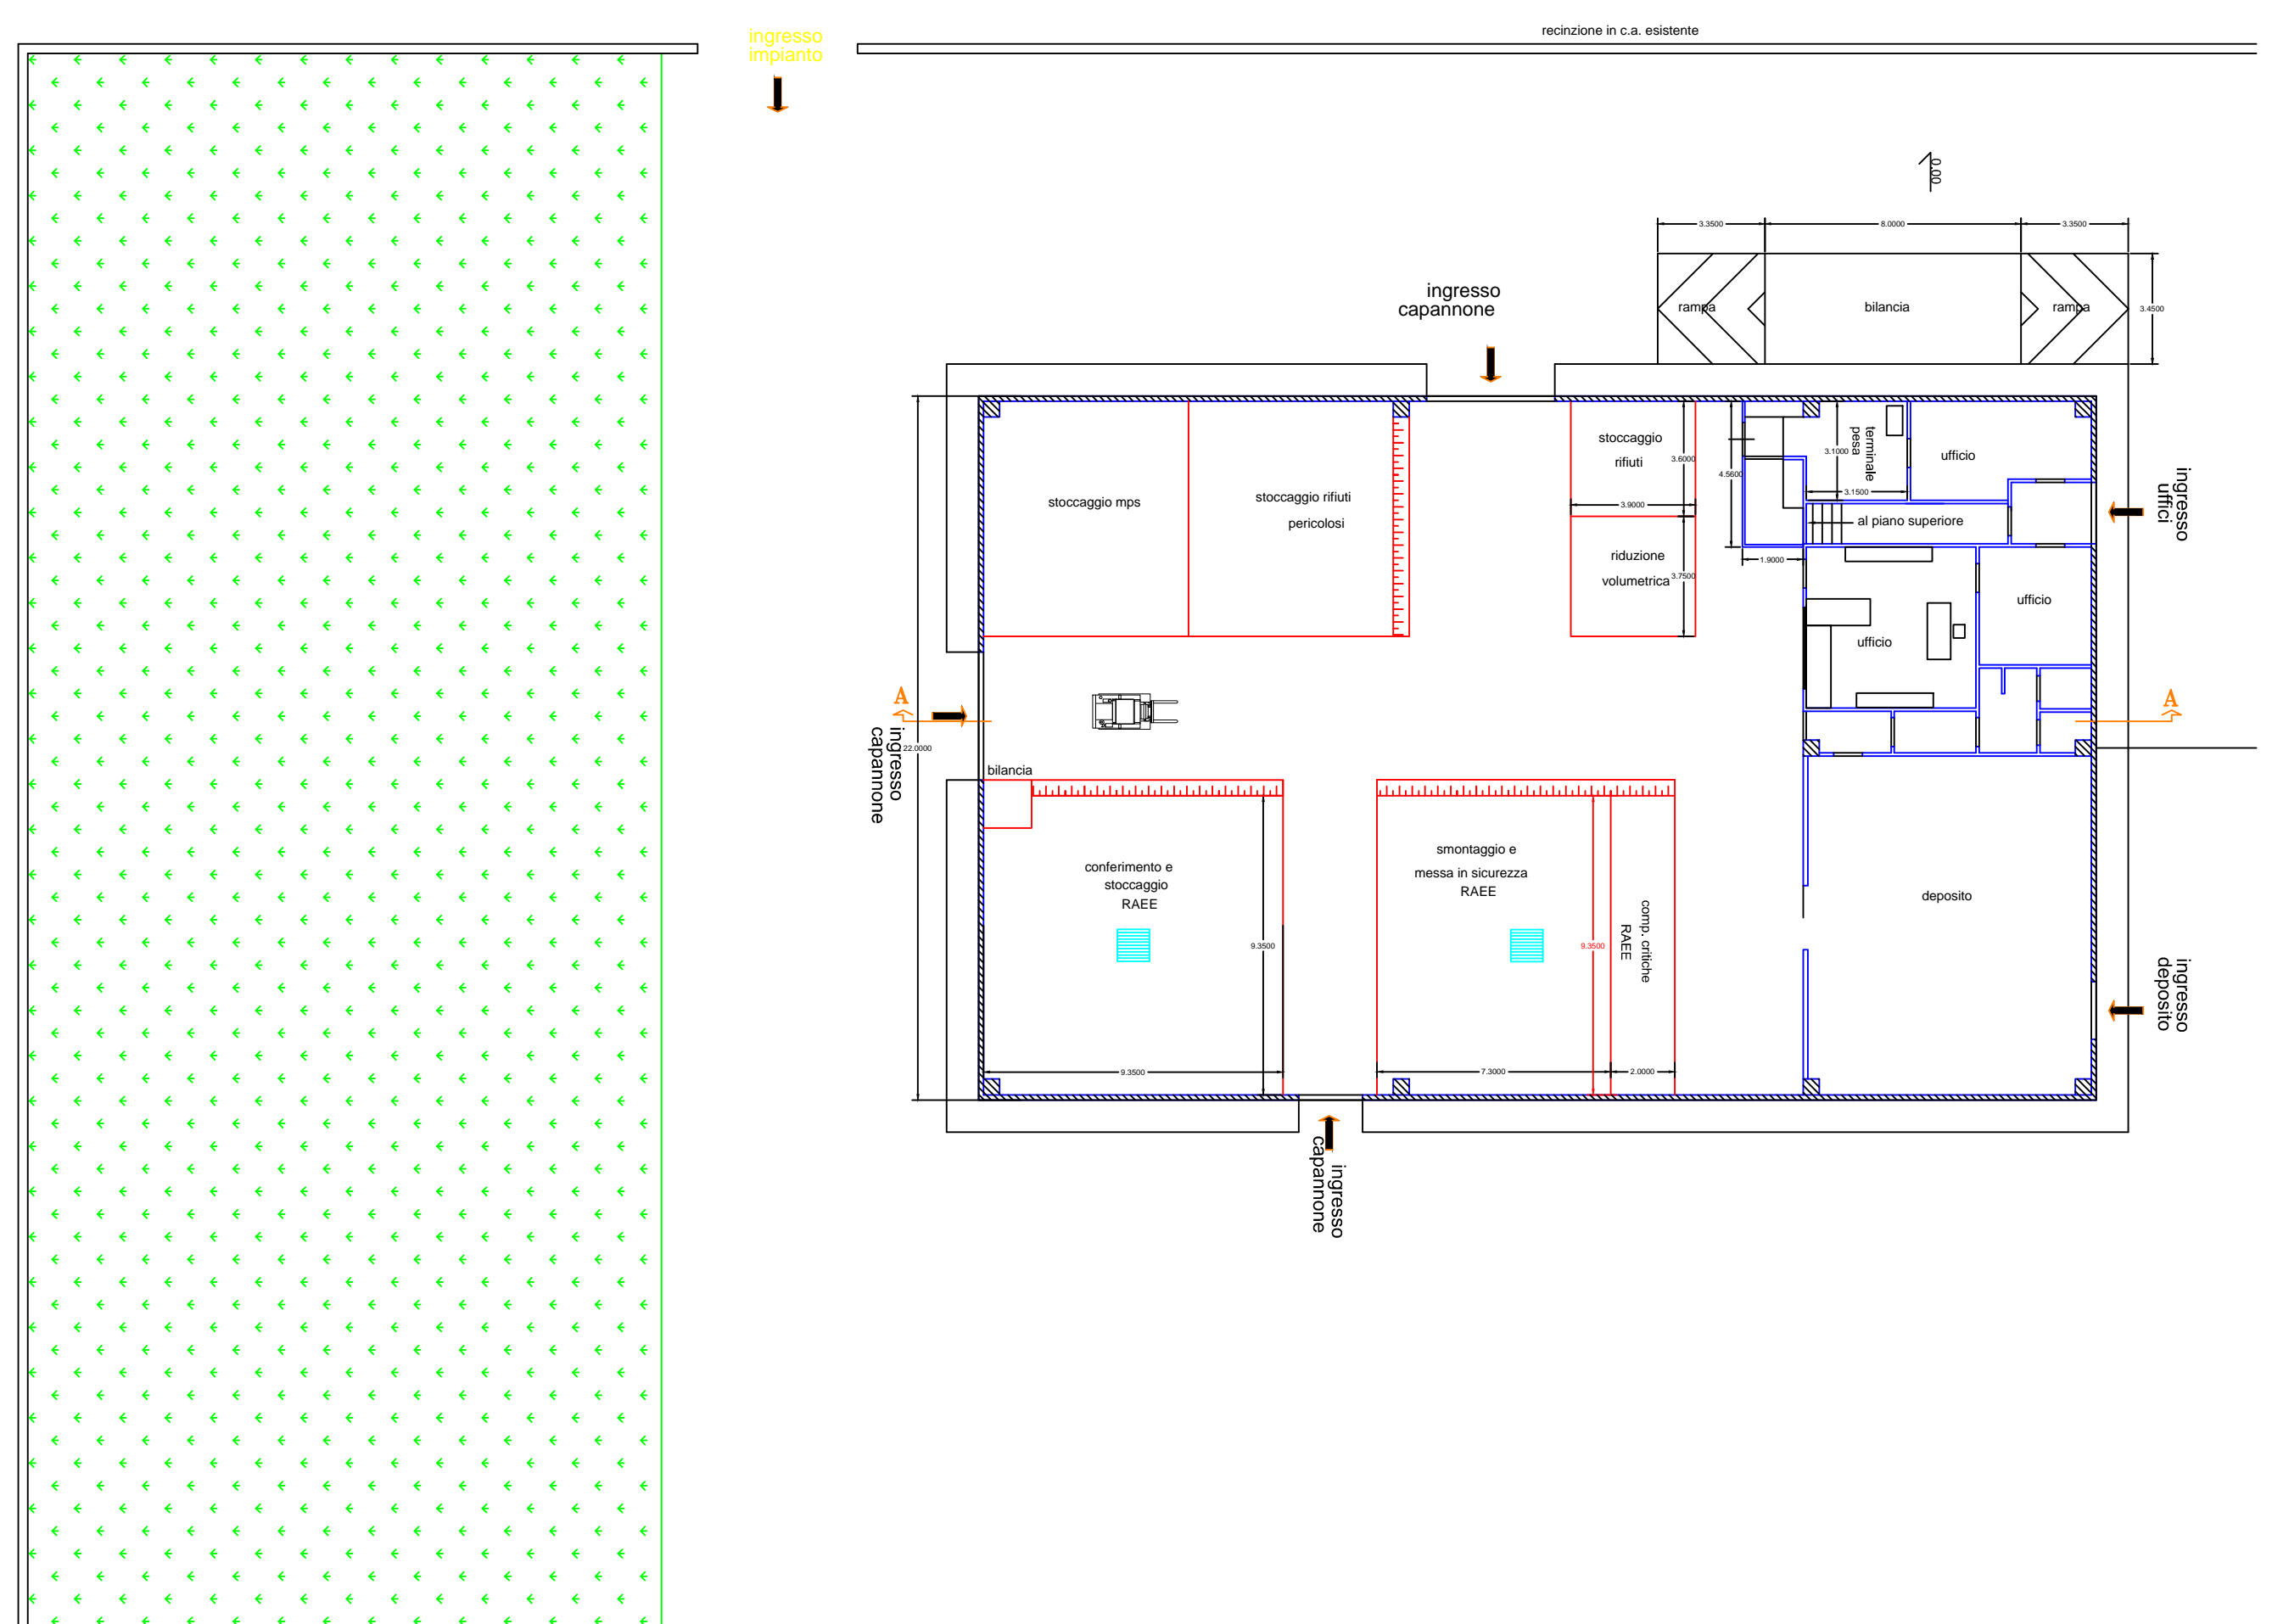 recinzione in c.a. esistente
ingresso
impianto
0.00
3.3500
8.0000
3.3500
ingresso
capannone
rampa
bilancia
rampa
3.4500
stoccaggio
rifiuti
3.6000
4.5600
3.1000
terminale
pesa
ufficio
ingresso
uffici
stoccaggio mps
stoccaggio rifiuti
pericolosi
3.9000
3.1500
al piano superiore
riduzione
volumetrica
3.7500
1.9000
ufficio
ufficio
A
A
ingresso
capannone
22.0000
bilancia
conferimento e
stoccaggio
RAEE
9.3500
9.3500
smontaggio e
messa in sicurezza
RAEE
9.3500
comp. critiche
RAEE
7.3000
2.0000
deposito
ingresso
deposito
ingresso
capannone